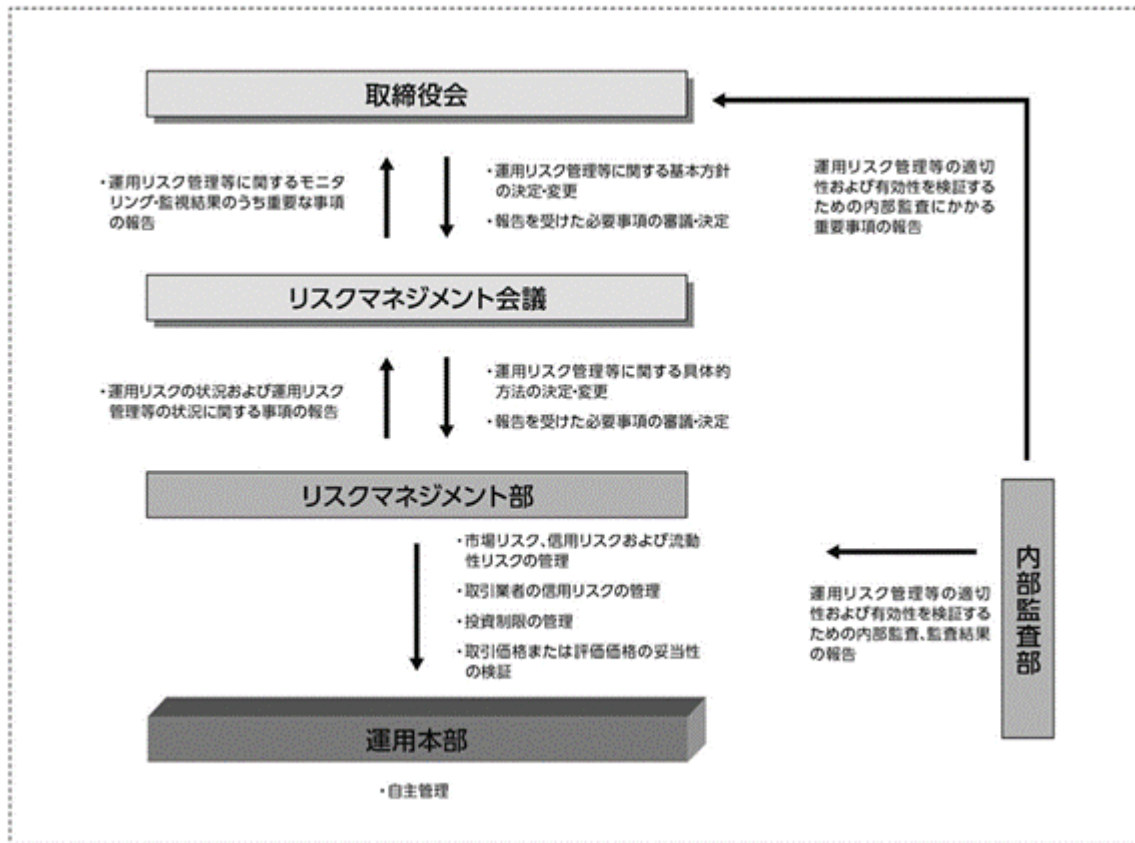 取締役会
・運用リスク管理等に関するモニタ
リング・監視結果のうち重要な事項
の報告
・運用リスク管理等に関する基本方針
の決定・変更
・報告を受けた必要事項の審議・決定
運用リスク管理等の適切
性および有効性を検証する
ための内部監査にかかる
重要事項の報告
リスクマネジメント会議
・運用リスクの状況および運用リスク
管理等の状況に関する事項の報告
・運用リスク管理等に関する具体的
方法の決定・変更
・報告を受けた必要事項の審議・決定
リスクマネジメント部
・市場リスク、信用リスクおよび流動
性リスクの管理
・取引業者の信用リスクの管理
・投資制限の管理
・取引価格または評価価格の妥当性
の検証
運用リスク管理等の適切
性および有効性を検証する
ための内部監査、監査結果
の報告
内部監査部
運用本部
・自主管理